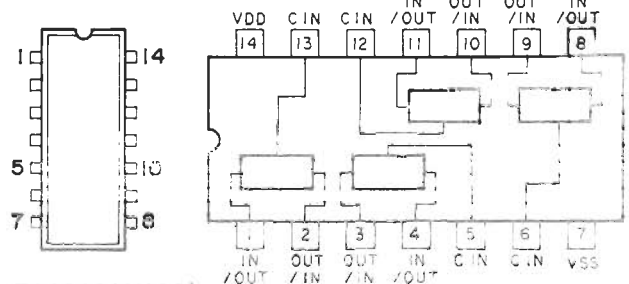 IN OUT OUT IN
VDD C IN C IN /OUT /IN /IN /OUT
14 13 12 11 10 9 8
1 14
5 10
7 8
1 2 3 4 5 6 7
IN OUT OUT IN C IN C IN VSS
/OUT /IN /IN /OUT